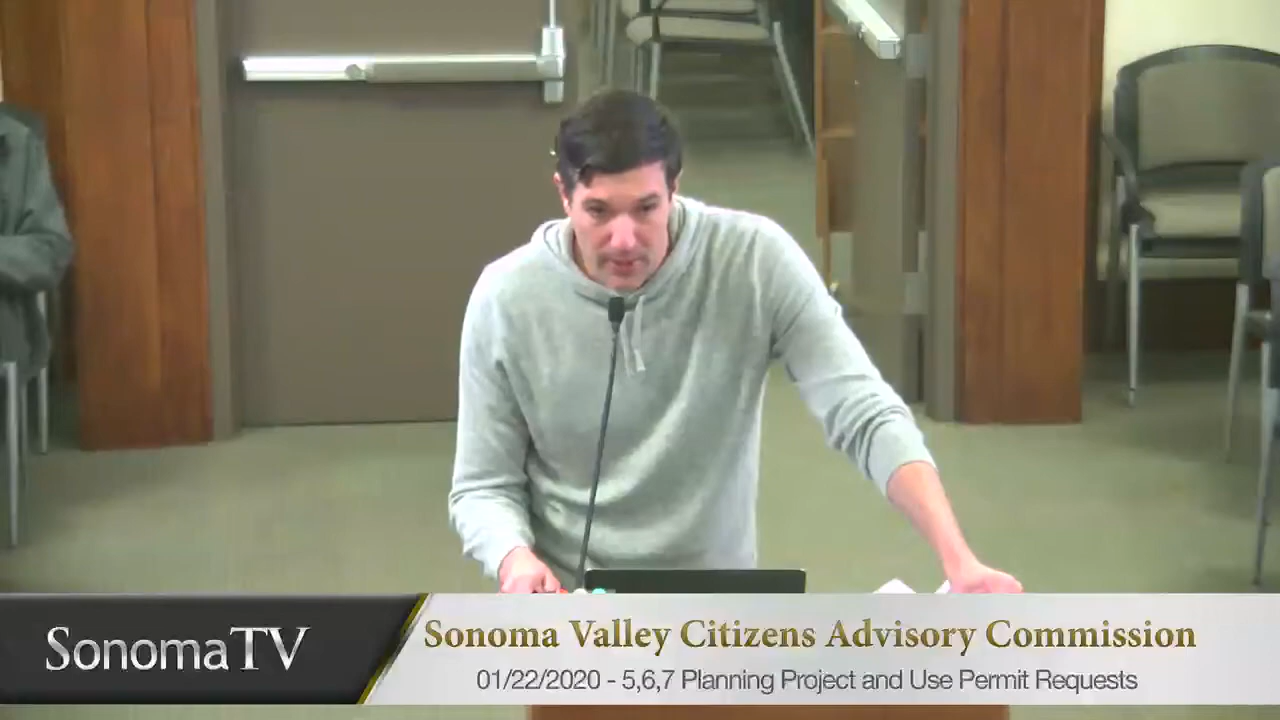 SonomaTV
Sonoma Valley Citizens Advisory Commission
01/22/2020 - 5,6,7 Planning Project and Use Permit Requests